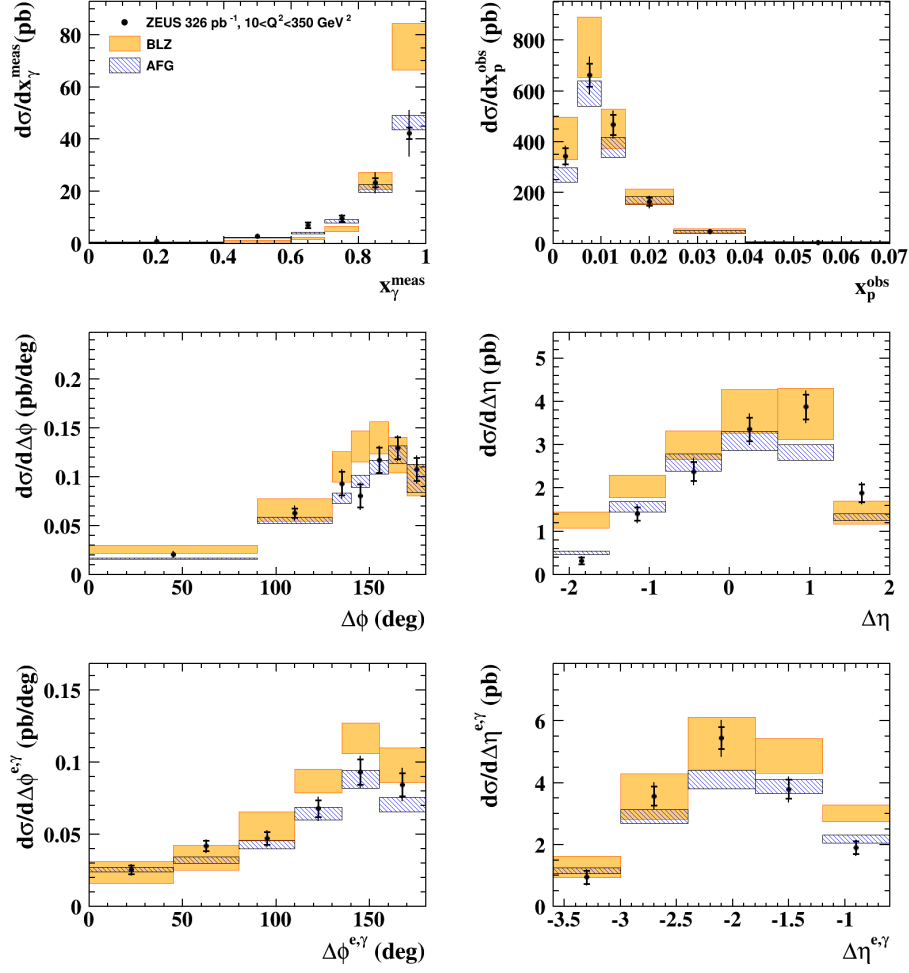 dσ/dx_γ^meas (pb)
80
60
40
20
0
ZEUS 326 pb⁻¹, 10<Q²<350 GeV²
BLZ
AFG
0 0.2 0.4 0.6 0.8 1
x_γ^meas
dσ/dx_p^obs (pb)
800
600
400
200
0
0 0.01 0.02 0.03 0.04 0.05 0.06 0.07
x_p^obs
dσ/dΔϕ (pb/deg)
0.2
0.15
0.1
0.05
0
0 50 100 150
Δϕ (deg)
dσ/dΔη (pb)
5
4
3
2
1
0
-2 -1 0 1 2
Δη
dσ/dΔϕ^e,γ (pb/deg)
0.15
0.1
0.05
0
0 50 100 150
Δϕ^e,γ (deg)
dσ/dΔη^e,γ (pb)
6
4
2
0
-3.5 -3 -2.5 -2 -1.5 -1
Δη^e,γ